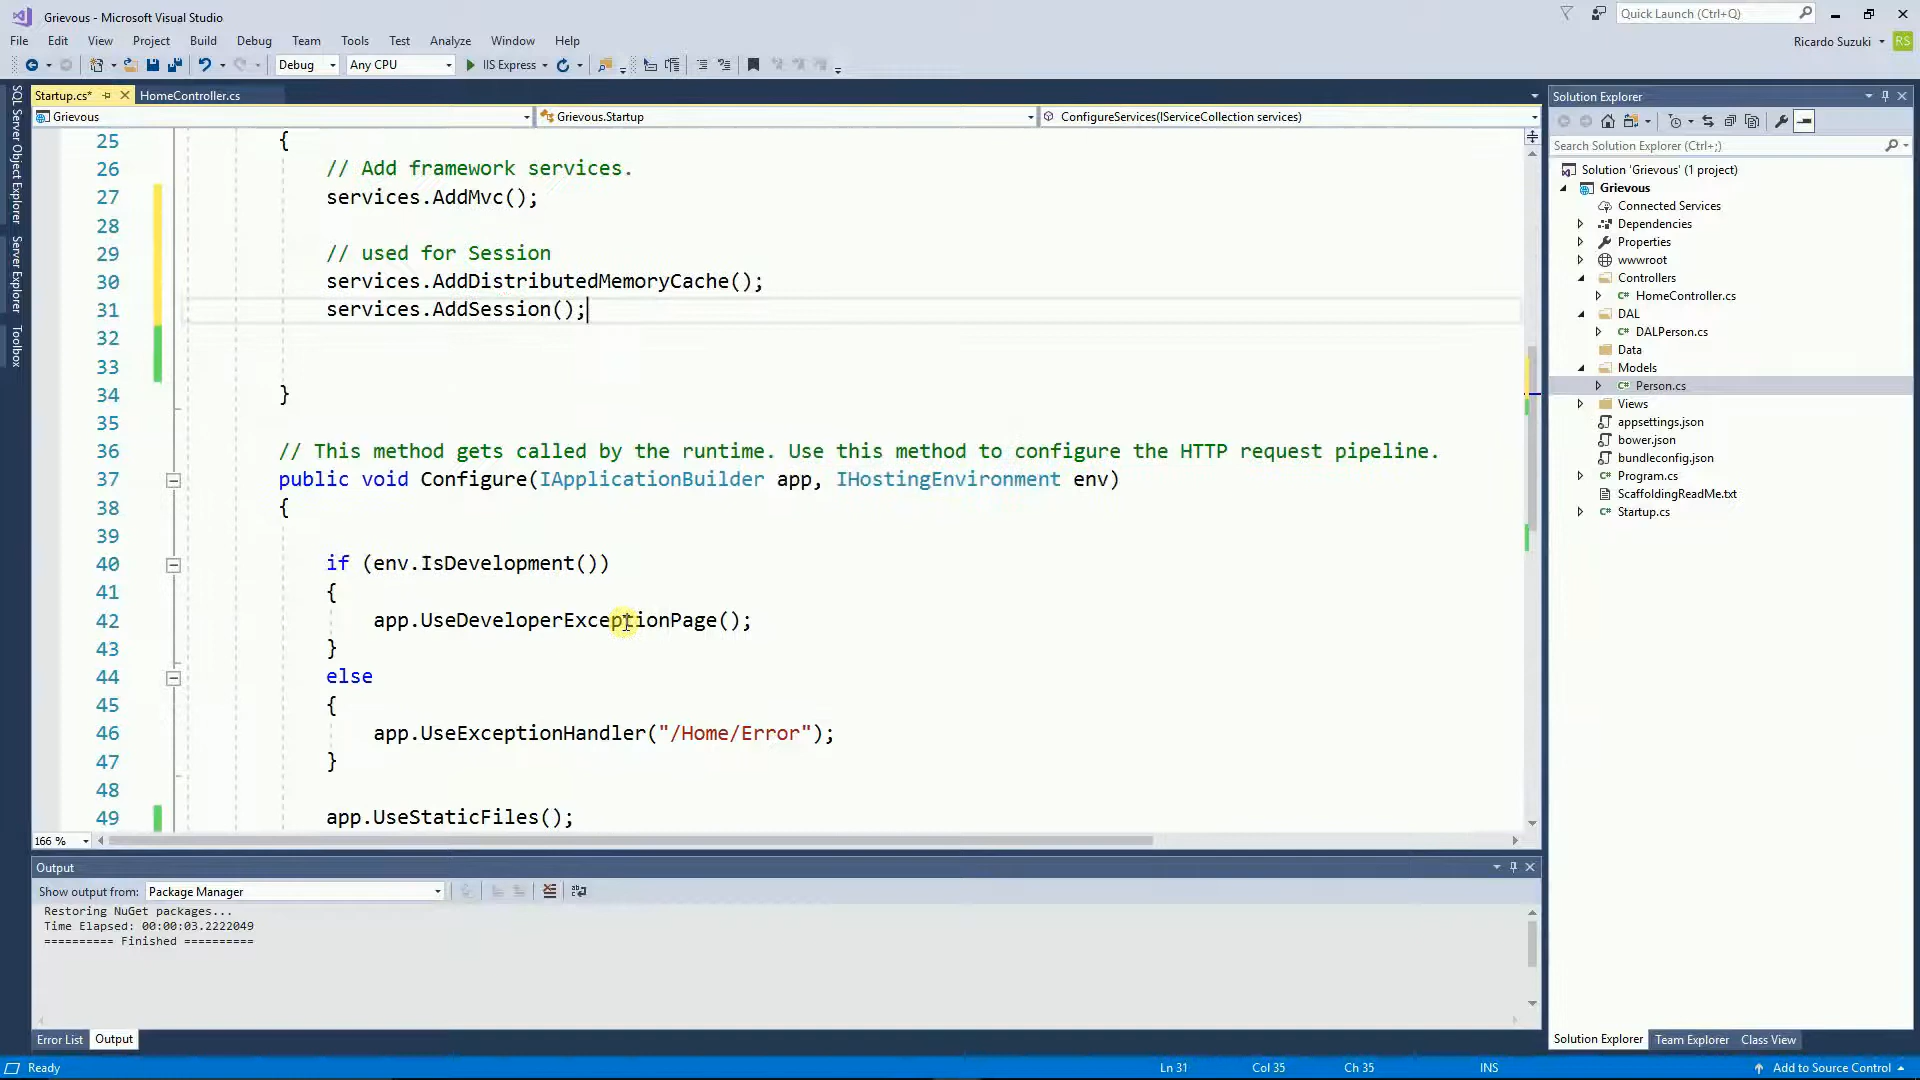 Grievous - Microsoft Visual Studio
Quick Launch (Ctrl+Q)
File Edit View Project Build Debug Team Tools Test Analyze Window Help
Ricardo Suzuki RS
Debug Any CPU IIS Express
Startup.cs* HomeController.cs
Grievous Grievous.Startup ConfigureServices(IServiceCollection services)
SQL Server Object Explorer
Server Explorer
Toolbox
25 {
26 // Add framework services.
27 services.AddMvc();
28
29 // used for Session
30 services.AddDistributedMemoryCache();
31 services.AddSession();
32
33
34 }
35
36 // This method gets called by the runtime. Use this method to configure the HTTP request pipeline.
37 public void Configure(IApplicationBuilder app, IHostingEnvironment env)
38 {
39
40 if (env.IsDevelopment())
41 {
42 app.UseDeveloperExceptionPage();
43 }
44 else
45 {
46 app.UseExceptionHandler("/Home/Error");
47 }
48
49 app.UseStaticFiles();
166 %
Output
Show output from: Package Manager
Restoring NuGet packages...
Time Elapsed: 00:00:03.2222049
========== Finished ==========
Error List Output
Solution Explorer
Search Solution Explorer (Ctrl+;)
Solution 'Grievous' (1 project)
Grievous
Connected Services
Dependencies
Properties
wwwroot
Controllers
C# HomeController.cs
DAL
C# DALPerson.cs
Data
Models
C# Person.cs
Views
appsettings.json
bower.json
bundleconfig.json
C# Program.cs
ScaffoldingReadMe.txt
C# Startup.cs
Solution Explorer Team Explorer Class View
Ready Ln 31 Col 35 Ch 35 INS Add to Source Control